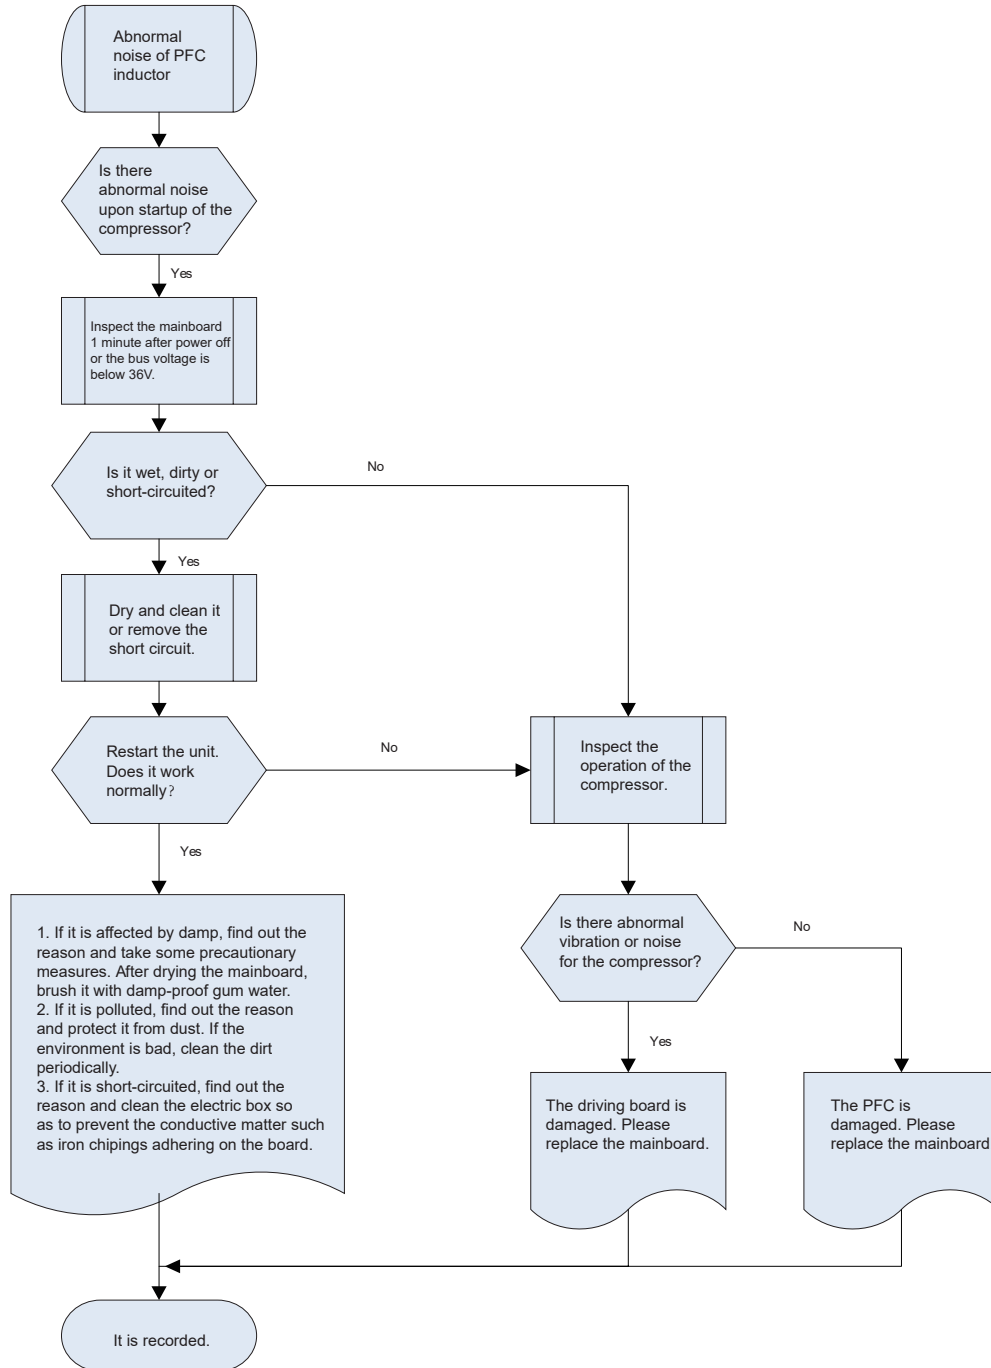 Abnormal
noise of PFC
inductor
Is there
abnormal noise
upon startup of the
compressor?
Yes
Inspect the mainboard
1 minute after power off
or the bus voltage is
below 36V.
Is it wet, dirty or
short-circuited?
No
Yes
Dry and clean it
or remove the
short circuit.
Restart the unit.
Does it work
normally?
No
Inspect the
operation of the
compressor.
Yes
1. If it is affected by damp, find out the
reason and take some precautionary
measures. After drying the mainboard,
brush it with damp-proof gum water.
2. If it is polluted, find out the reason
and protect it from dust. If the
environment is bad, clean the dirt
periodically.
3. If it is short-circuited, find out the
reason and clean the electric box so
as to prevent the conductive matter such
as iron chipings adhering on the board.
Is there abnormal
vibration or noise
for the compressor?
No
Yes
The driving board is
damaged. Please
replace the mainboard.
The PFC is
damaged. Please
replace the mainboard
It is recorded.